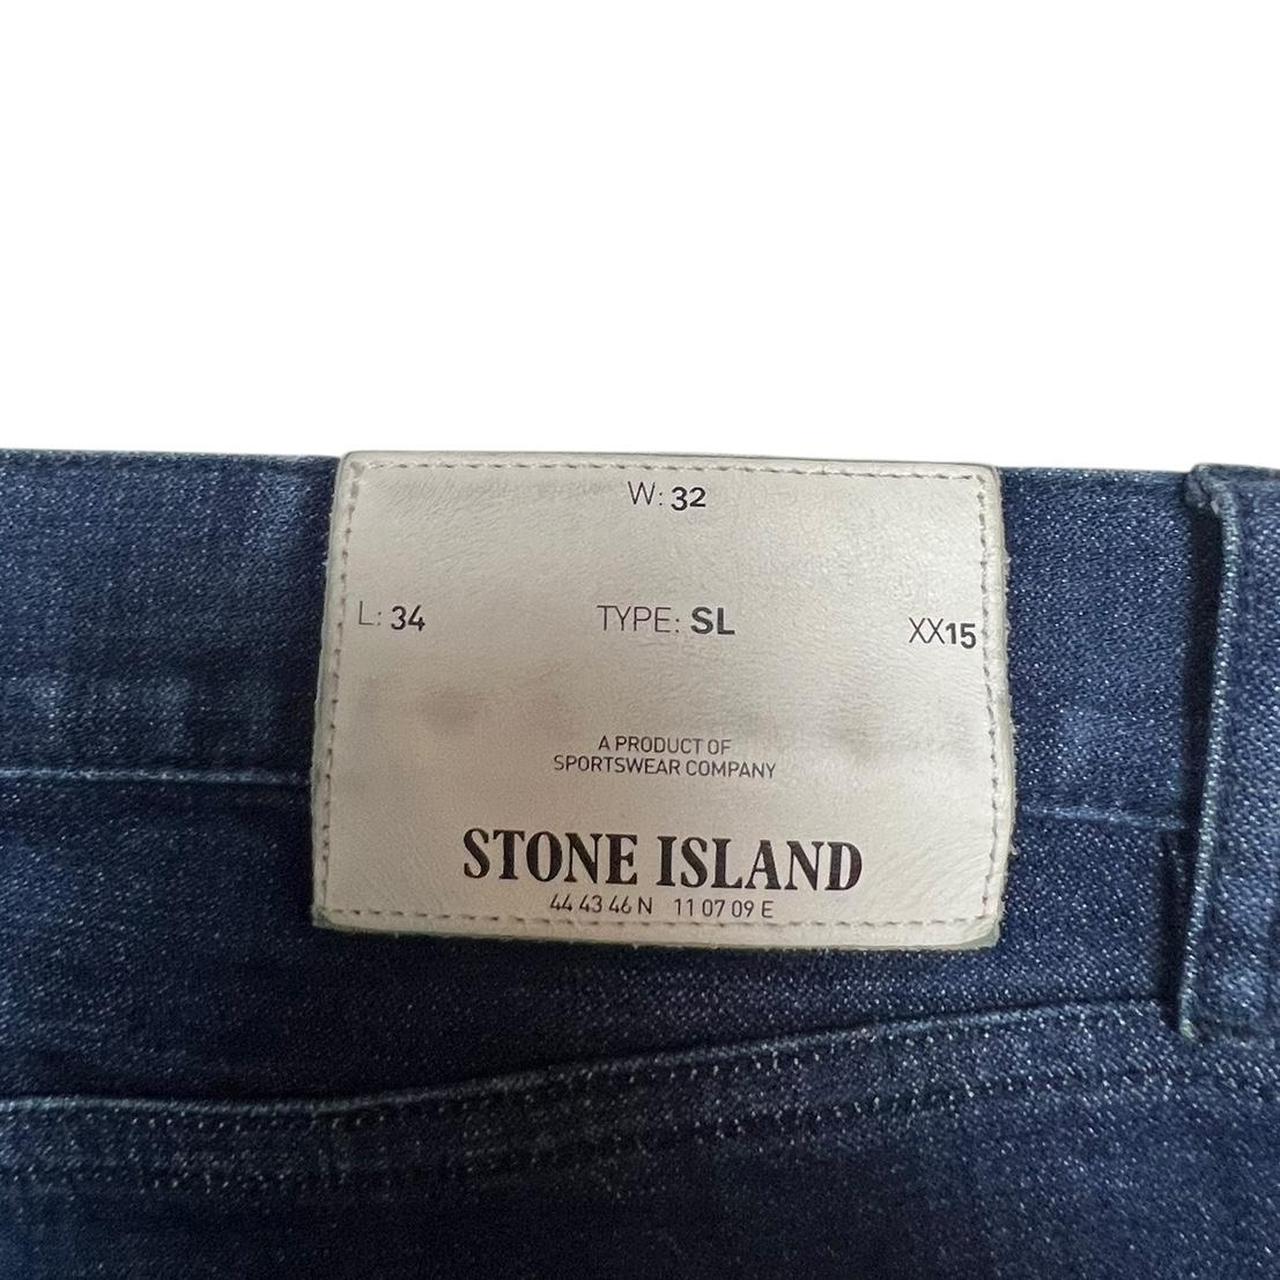 W: 32
L: 34 TYPE: SL XX15
A PRODUCT OF
SPORTSWEAR COMPANY
STONE ISLAND
44 43 46 N 11 07 09 E